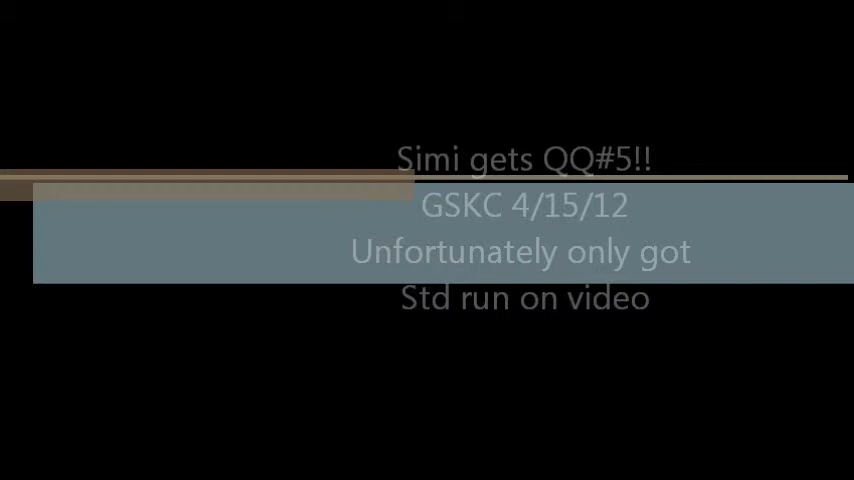 Simi gets QQ#5!!
GSKC 4/15/12
Unfortunately only got
Std run on video